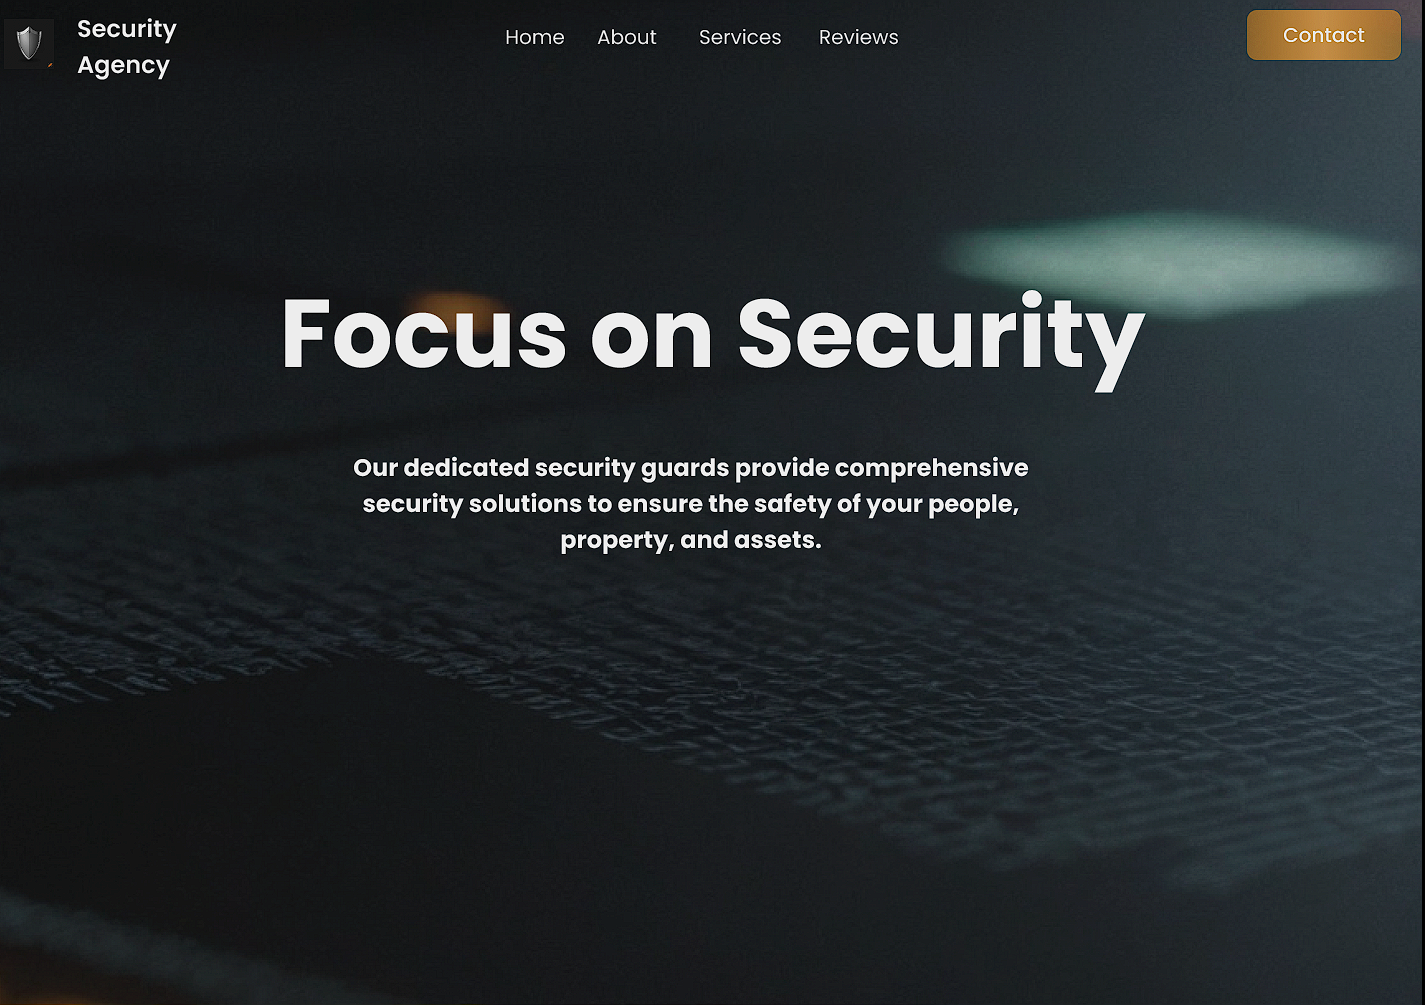 Security
Agency
Home About Services Reviews
Contact
Focus on Security
Our dedicated security guards provide comprehensive
security solutions to ensure the safety of your people,
property, and assets.